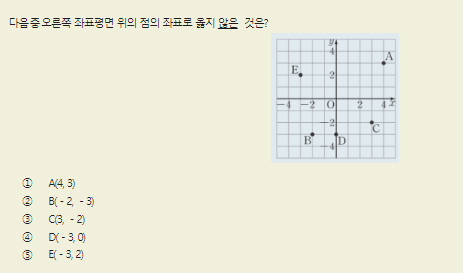 다음 중 오른쪽 좌표평면 위의 점의 좌표로 옳지 않은 것은?
y
4
A
E
2
-4 -2 O 2 4 x
-2
C
B D
-4
① A(4, 3)
② B( - 2, - 3)
③ C(3, - 2)
④ D( - 3, 0)
⑤ E( - 3, 2)